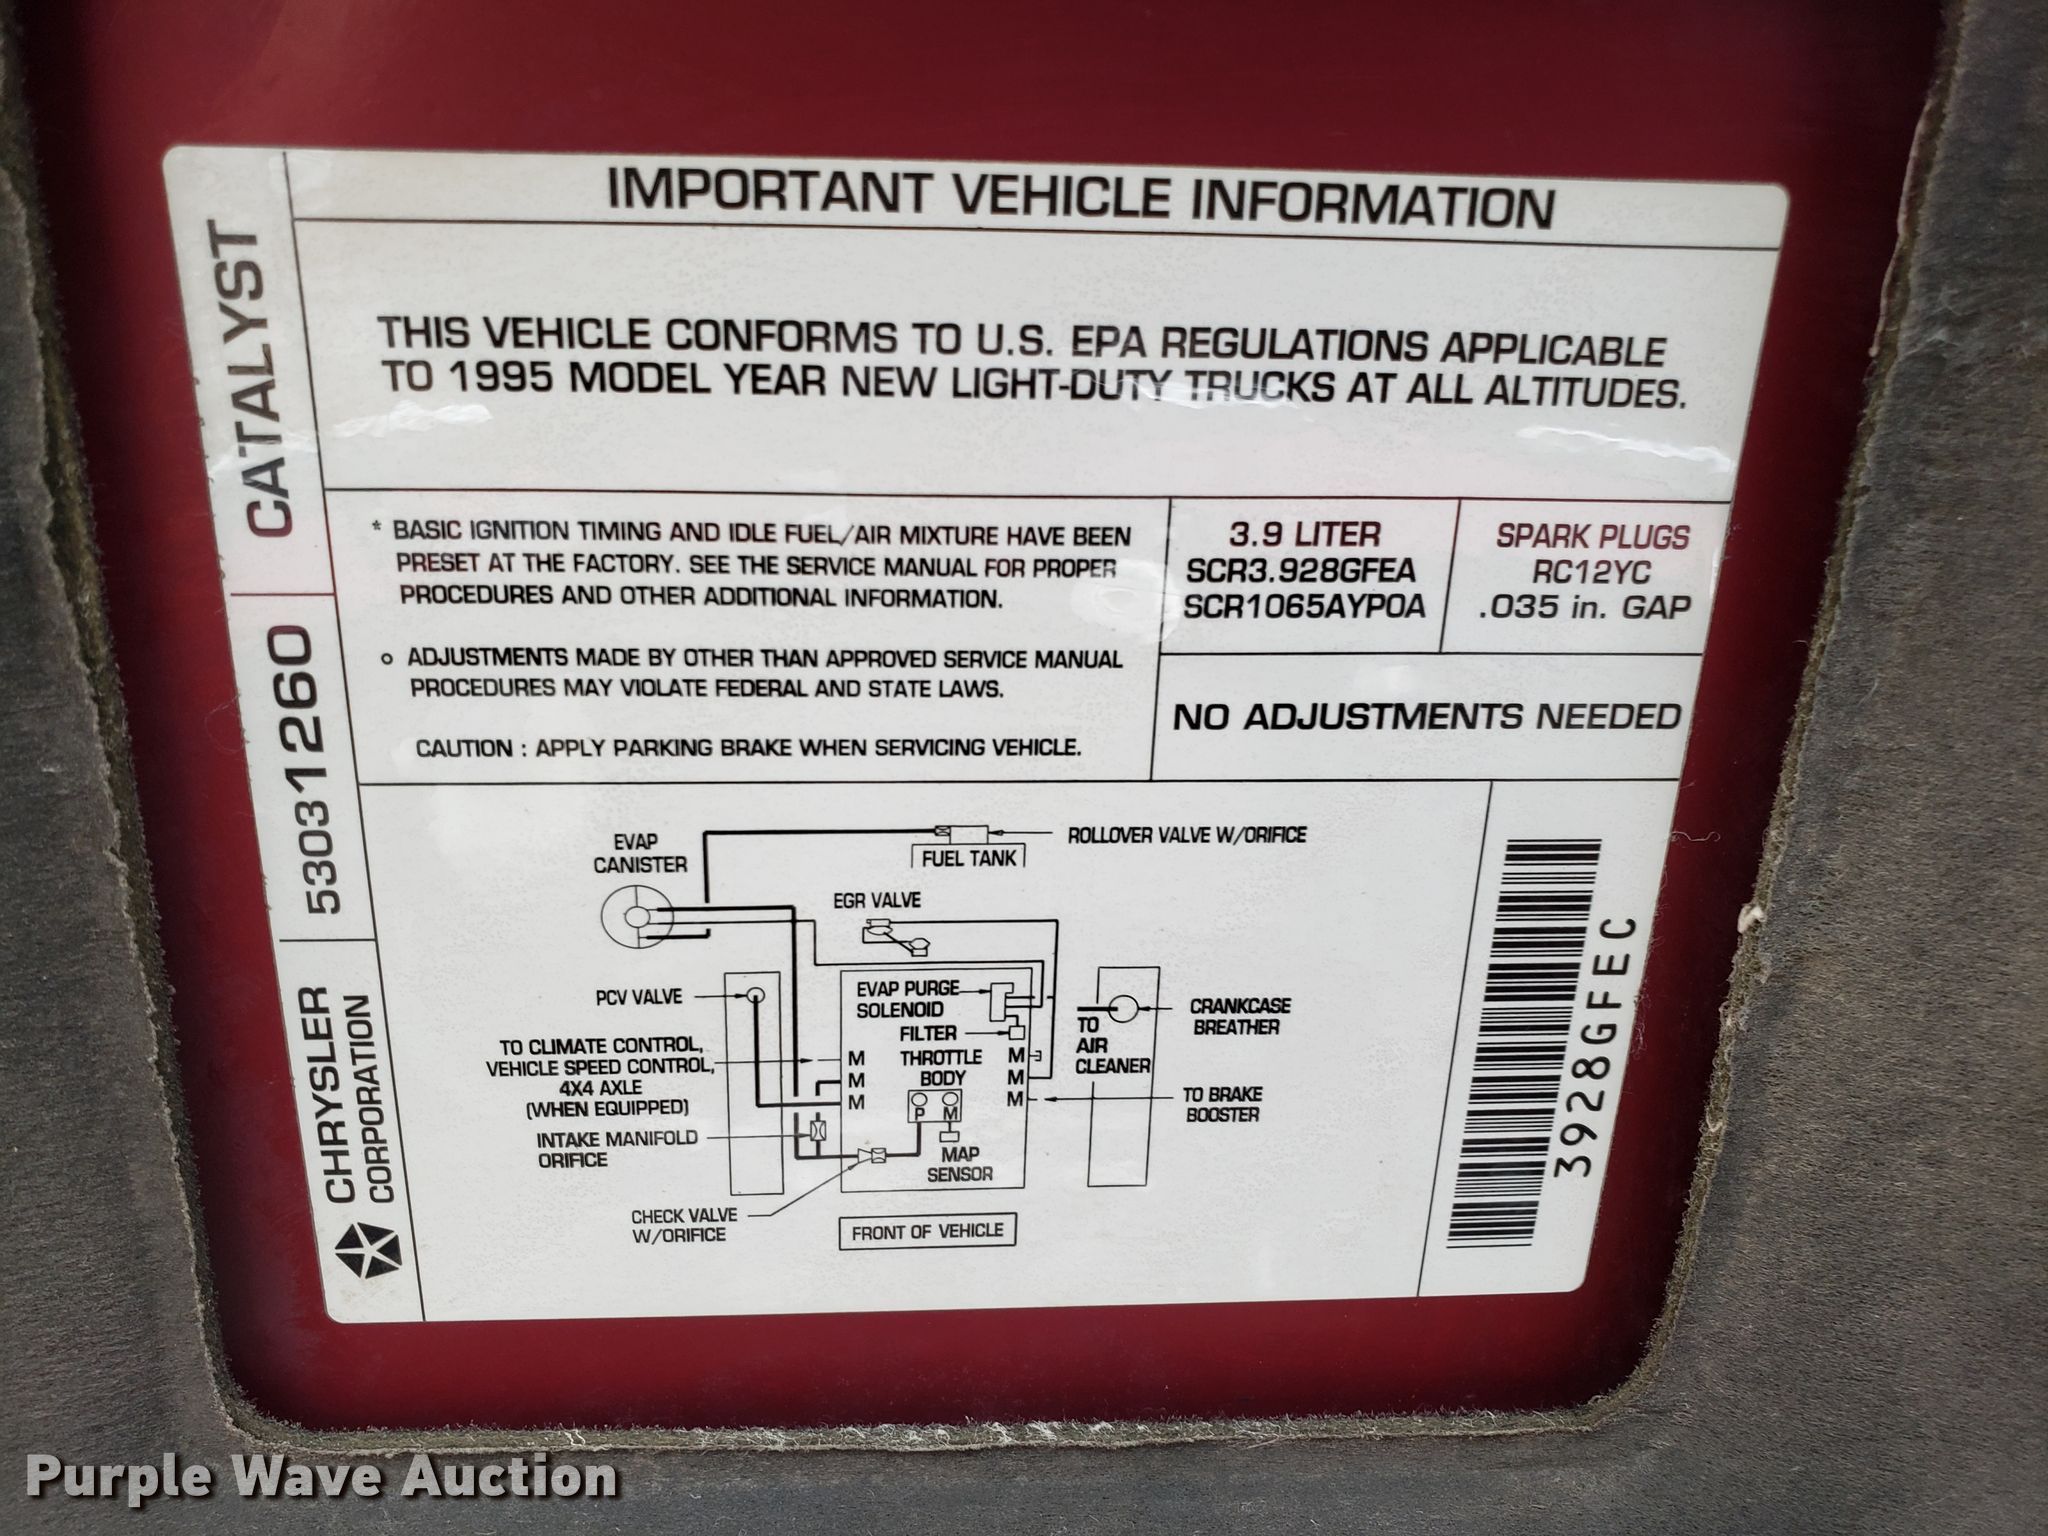 IMPORTANT VEHICLE INFORMATION
CATALYST
53031260
CHRYSLER
CORPORATION
THIS VEHICLE CONFORMS TO U.S. EPA REGULATIONS APPLICABLE
TO 1995 MODEL YEAR NEW LIGHT-DUTY TRUCKS AT ALL ALTITUDES.
* BASIC IGNITION TIMING AND IDLE FUEL/AIR MIXTURE HAVE BEEN
PRESET AT THE FACTORY. SEE THE SERVICE MANUAL FOR PROPER
PROCEDURES AND OTHER ADDITIONAL INFORMATION.
o ADJUSTMENTS MADE BY OTHER THAN APPROVED SERVICE MANUAL
PROCEDURES MAY VIOLATE FEDERAL AND STATE LAWS.
CAUTION : APPLY PARKING BRAKE WHEN SERVICING VEHICLE.
3.9 LITER
SCR3.928GFEA
SCR1065AYP0A
SPARK PLUGS
RC12YC
.035 in. GAP
NO ADJUSTMENTS NEEDED
EVAP
CANISTER
FUEL TANK
ROLLOVER VALVE W/ORIFICE
EGR VALVE
PCV VALVE
EVAP PURGE
SOLENOID
FILTER
THROTTLE
BODY
M
M
M
M
M
M
P M
MAP
SENSOR
TO
AIR
CLEANER
CRANKCASE
BREATHER
TO BRAKE
BOOSTER
TO CLIMATE CONTROL,
VEHICLE SPEED CONTROL,
4X4 AXLE
(WHEN EQUIPPED)
INTAKE MANIFOLD
ORIFICE
CHECK VALVE
W/ORIFICE
FRONT OF VEHICLE
3928GFEC
Purple Wave Auction